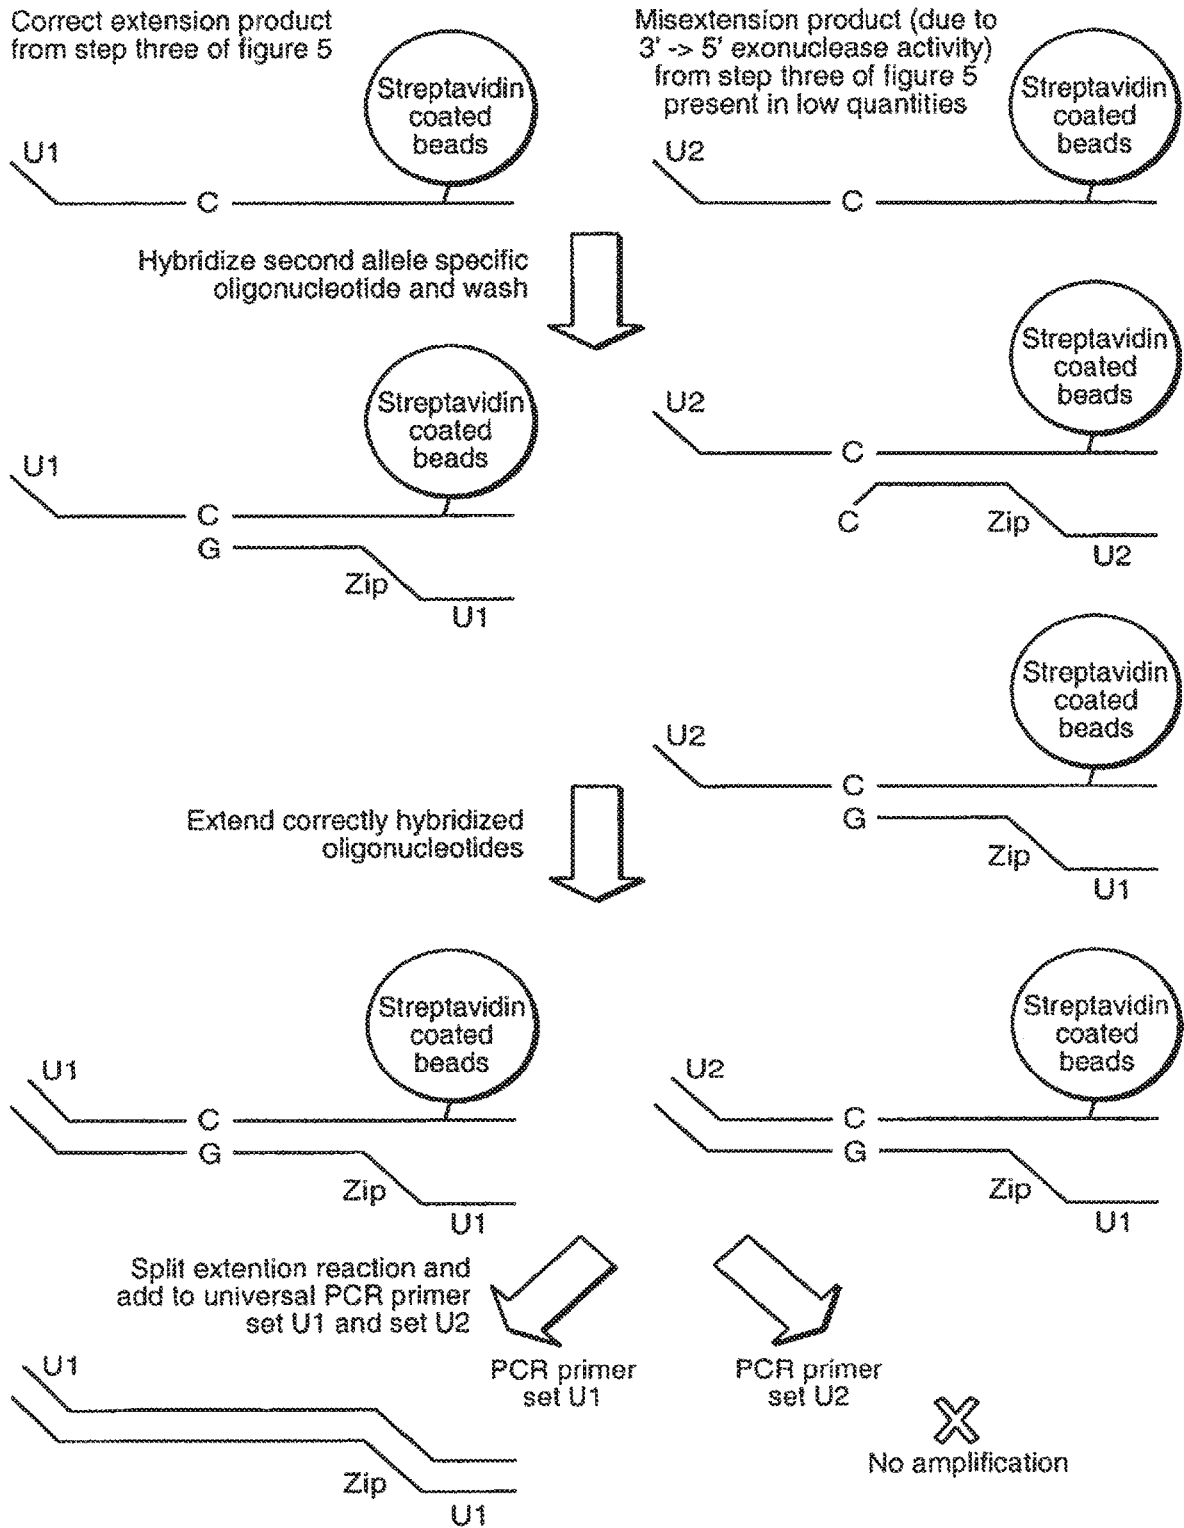 Correct extension product
from step three of figure 5
Streptavidin
coated
beads
U1
C
Misextension product (due to
3' -> 5' exonuclease activity)
from step three of figure 5
present in low quantities
Streptavidin
coated
beads
U2
C
Hybridize second allele specific
oligonucleotide and wash
Streptavidin
coated
beads
U1
C
G
Zip
U1
Streptavidin
coated
beads
U2
C
C
Zip
U2
Streptavidin
coated
beads
U2
C
G
Zip
U1
Extend correctly hybridized
oligonucleotides
Streptavidin
coated
beads
U1
C
G
Zip
U1
Streptavidin
coated
beads
U2
C
G
Zip
U1
Split extention reaction and
add to universal PCR primer
set U1 and set U2
PCR primer
set U1
PCR primer
set U2
No amplification
U1
Zip
U1